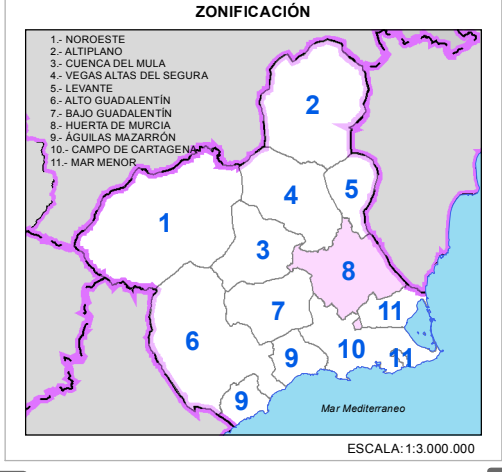 ZONIFICACIÓN
1.- NOROESTE
2.- ALTIPLANO
3.- CUENCA DEL MULA
4.- VEGAS ALTAS DEL SEGURA
5.- LEVANTE
6.- ALTO GUADALENTÍN
7.- BAJO GUADALENTÍN
8.- HUERTA DE MURCIA
9.- ÁGUILAS MAZARRÓN
10.- CAMPO DE CARTAGENA
11.- MAR MENOR
2
5
4
1
3
8
11
7
6
10
9
11
9
Mar Mediterraneo
ESCALA: 1:3.000.000